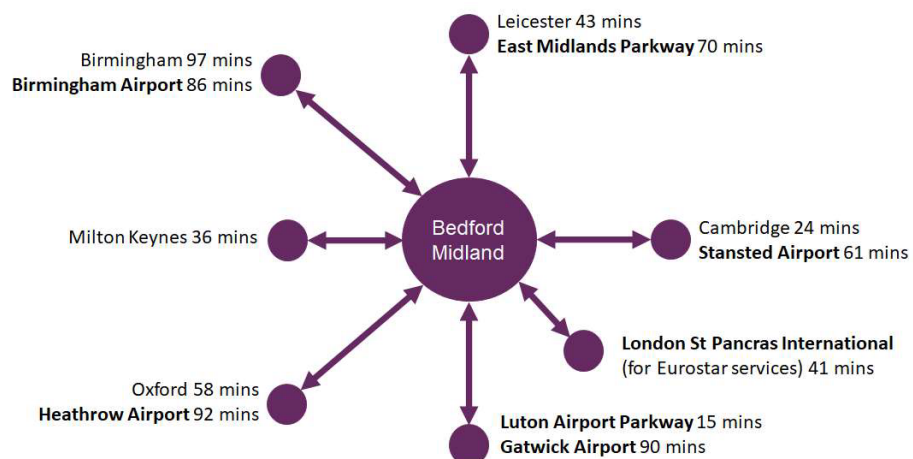 Leicester 43 mins
East Midlands Parkway 70 mins
Birmingham 97 mins
Birmingham Airport 86 mins
Bedford
Midland
Milton Keynes 36 mins
Cambridge 24 mins
Stansted Airport 61 mins
London St Pancras International
(for Eurostar services) 41 mins
Oxford 58 mins
Heathrow Airport 92 mins
Luton Airport Parkway 15 mins
Gatwick Airport 90 mins